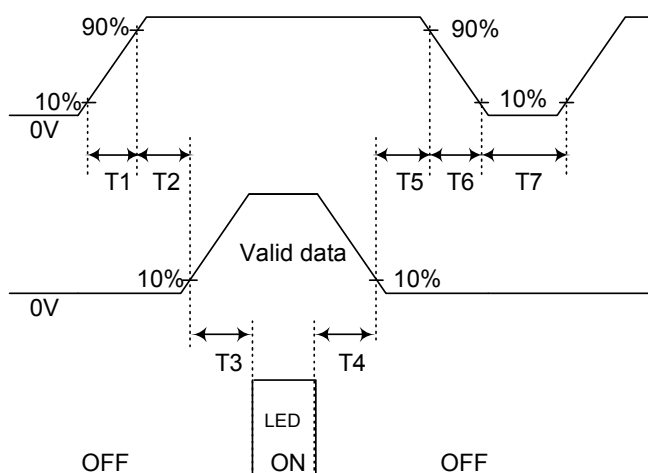 90% 90%
10% 10%
0V
T1 T2 T5 T6 T7
Valid data
10% 10%
0V
T3 T4
LED
OFF ON OFF